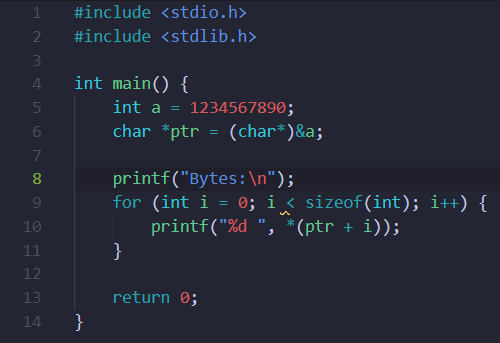 1 #include <stdio.h>
2 #include <stdlib.h>
3
4 int main() {
5     int a = 1234567890;
6     char *ptr = (char*)&a;
7
8     printf("Bytes:\n");
9     for (int i = 0; i < sizeof(int); i++) {
10         printf("%d ", *(ptr + i));
11     }
12
13     return 0;
14 }